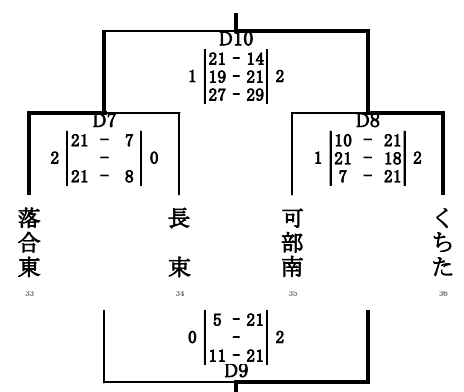 D10
21 - 14
1 19 - 21 2
27 - 29
D7
21 - 7
2 - 0
21 - 8
D8
10 - 21
1 21 - 18 2
7 - 21
落合東
長束
可部南
くちた
33 34 35 36
5 - 21
0 - 2
11 - 21
D9